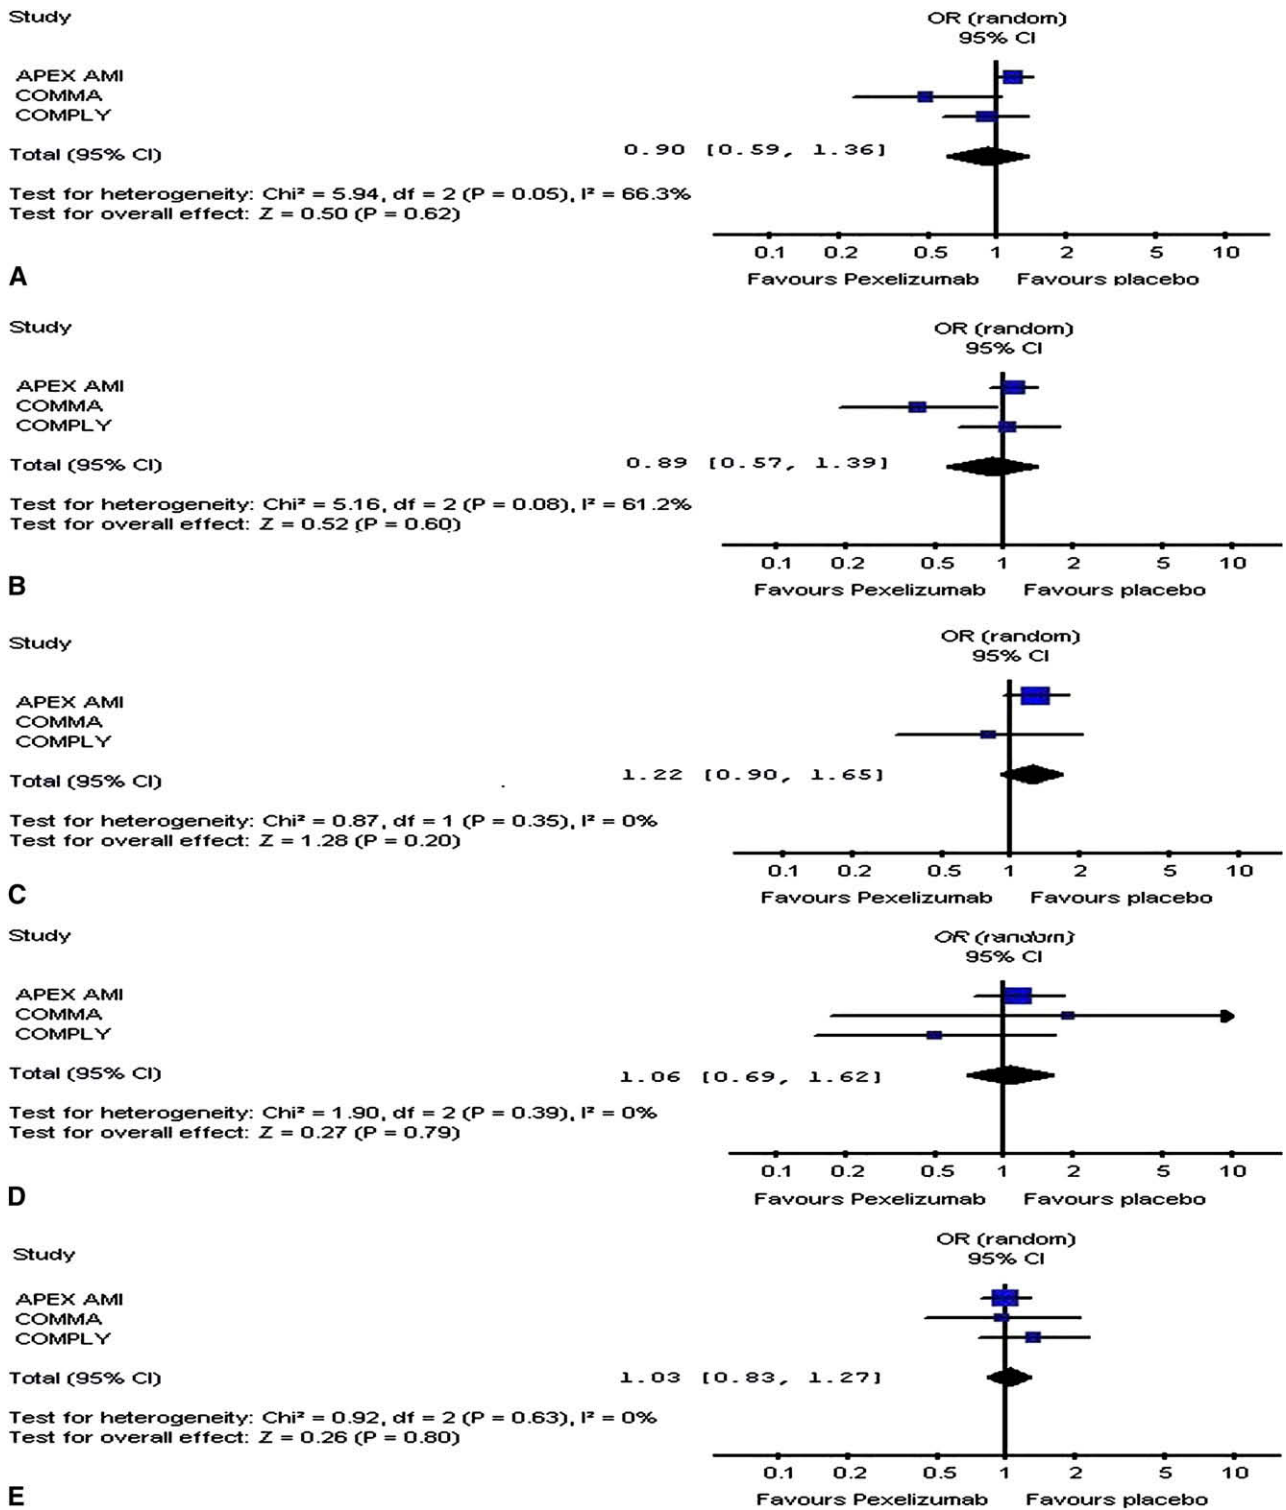 Study
OR (random)
95% CI
APEX AMI
COMMA
COMPLY
Total (95% CI)
0.90 [0.59, 1.36]
Test for heterogeneity: Chi² = 5.94, df = 2 (P = 0.05), I² = 66.3%
Test for overall effect: Z = 0.50 (P = 0.62)
0.1 0.2 0.5 1 2 5 10
Favours Pexelizumab Favours placebo
A
Study
OR (random)
95% CI
APEX AMI
COMMA
COMPLY
Total (95% CI)
0.89 [0.57, 1.39]
Test for heterogeneity: Chi² = 5.16, df = 2 (P = 0.08), I² = 61.2%
Test for overall effect: Z = 0.52 (P = 0.60)
0.1 0.2 0.5 1 2 5 10
Favours Pexelizumab Favours placebo
B
Study
OR (random)
95% CI
APEX AMI
COMMA
COMPLY
Total (95% CI)
1.22 [0.90, 1.65]
Test for heterogeneity: Chi² = 0.87, df = 1 (P = 0.35), I² = 0%
Test for overall effect: Z = 1.28 (P = 0.20)
0.1 0.2 0.5 1 2 5 10
Favours Pexelizumab Favours placebo
C
Study
OR (random)
95% CI
APEX AMI
COMMA
COMPLY
Total (95% CI)
1.06 [0.69, 1.62]
Test for heterogeneity: Chi² = 1.90, df = 2 (P = 0.39), I² = 0%
Test for overall effect: Z = 0.27 (P = 0.79)
0.1 0.2 0.5 1 2 5 10
Favours Pexelizumab Favours placebo
D
Study
OR (random)
95% CI
APEX AMI
COMMA
COMPLY
Total (95% CI)
1.03 [0.83, 1.27]
Test for heterogeneity: Chi² = 0.92, df = 2 (P = 0.63), I² = 0%
Test for overall effect: Z = 0.26 (P = 0.80)
0.1 0.2 0.5 1 2 5 10
Favours Pexelizumab Favours placebo
E